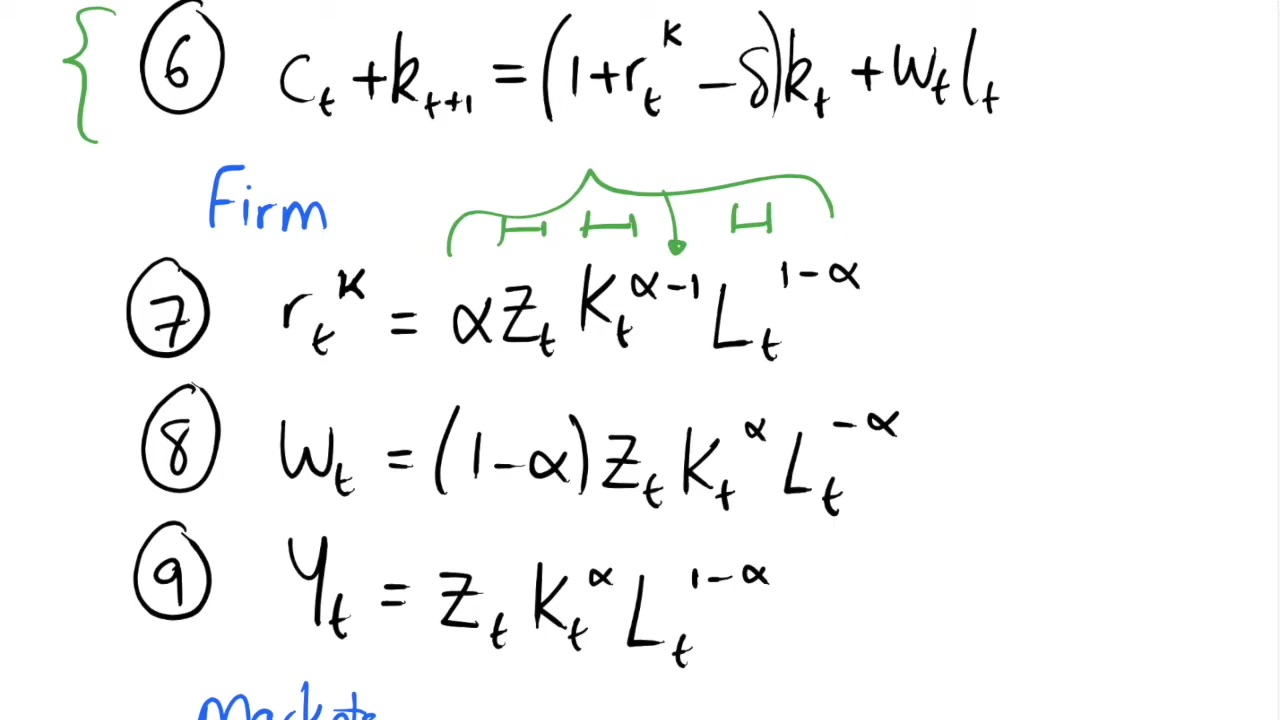 ⑥ c_t + k_{t+1} = (1 + r_t^k − δ)k_t + w_t l_t
Firm
⑦ r_t^k = αZ_t K_t^{α−1} L_t^{1−α}
⑧ w_t = (1−α) Z_t K_t^α L_t^{−α}
⑨ Y_t = Z_t K_t^α L_t^{1−α}
Markets